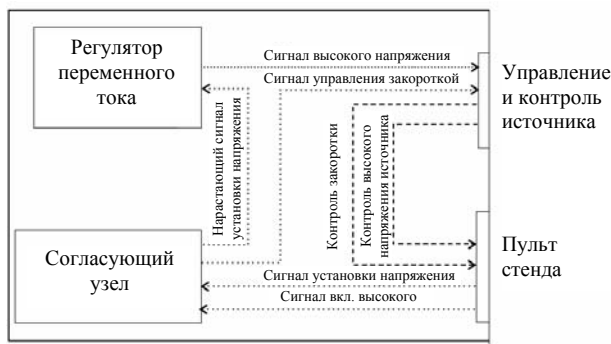 Регулятор
переменного
тока
Сигнал высокого напряжения
Сигнал управления закороткой
Управление
и контроль
источника
Нарастающий сигнал
установки напряжения
Контроль закоротки
Контроль высокого
напряжения источника
Согласующий
узел
Пульт
стенда
Сигнал установки напряжения
Сигнал вкл. высокого